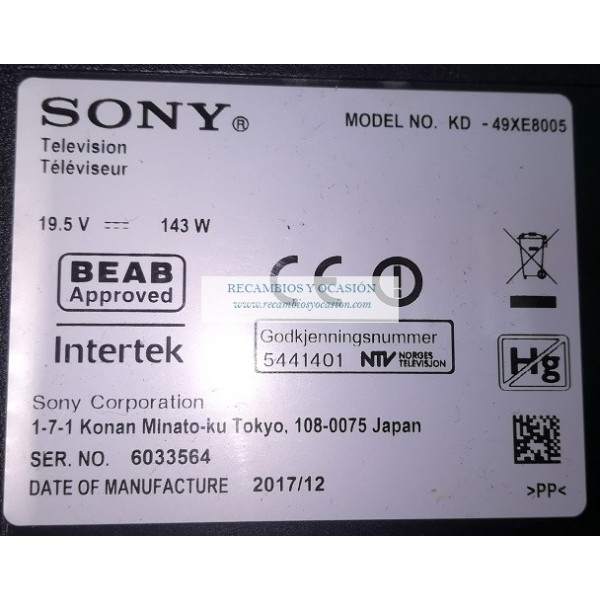 SONY®
MODEL NO. KD - 49XE8005
Television
Téléviseur
19.5 V 143 W
BEAB
Approved
CE
RECAMBIOS Y OCASIÓN
www.recambiosyocasion.com
Intertek
Godkjenningsnummer
5441401 NTV NORGES TELEVISJON
Hg
Sony Corporation
1-7-1 Konan Minato-ku Tokyo, 108-0075 Japan
SER. NO. 6033564
DATE OF MANUFACTURE 2017/12
>PP<